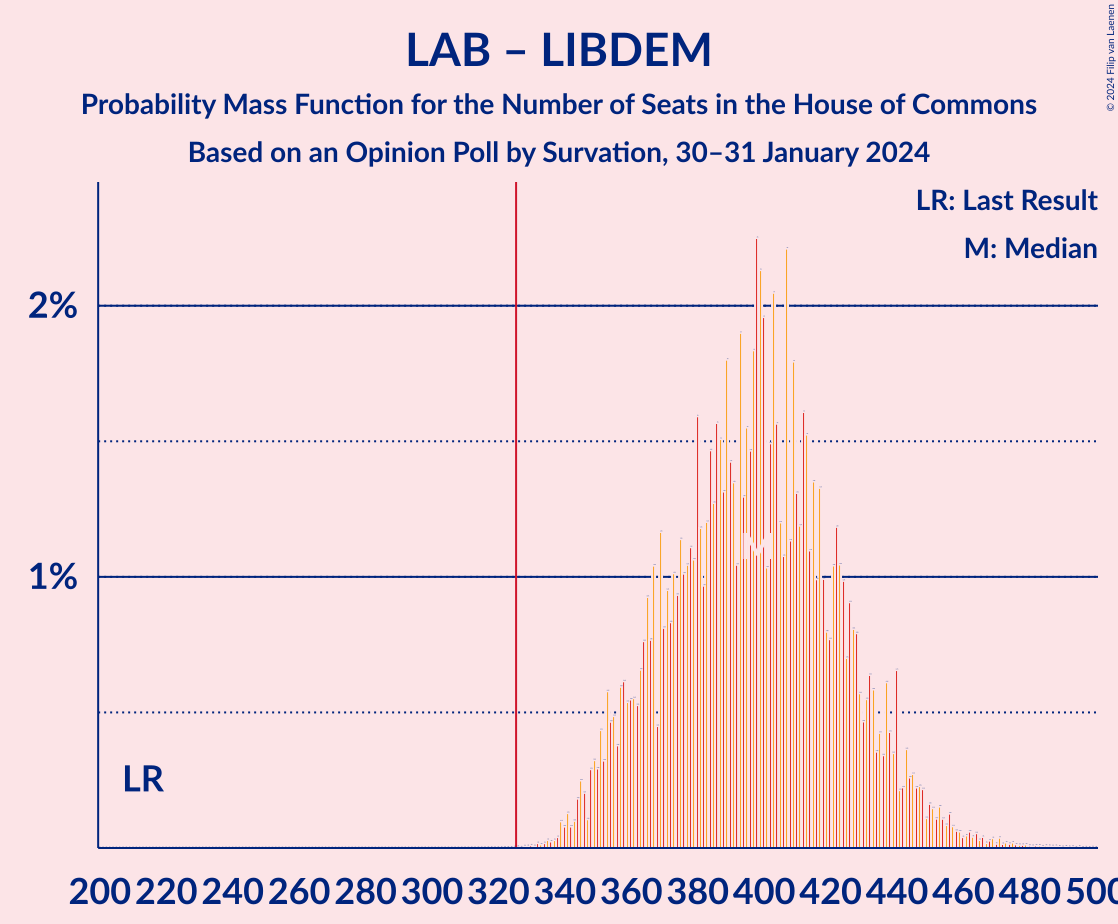 LAB – LIBDEM
Probability Mass Function for the Number of Seats in the House of Commons
Based on an Opinion Poll by Survation, 30–31 January 2024
© 2024 Filip van Laenen
LR: Last Result
M: Median
2%
1%
M
LR
200 220 240 260 280 300 320 340 360 380 400 420 440 460 480 500